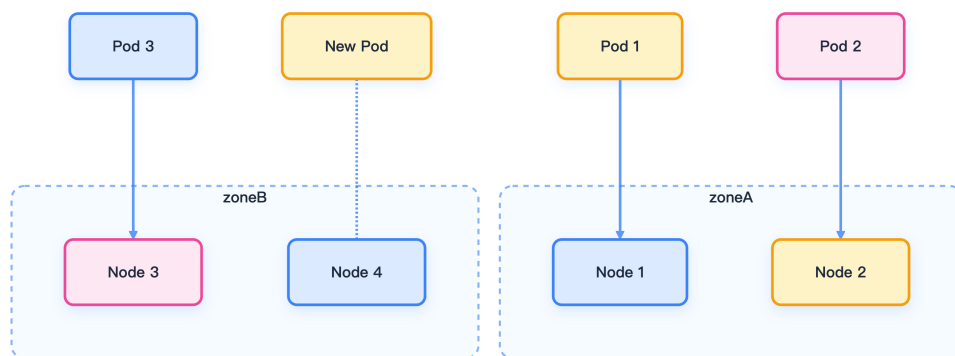 Pod 3
New Pod
Pod 1
Pod 2
zoneB
zoneA
Node 3
Node 4
Node 1
Node 2